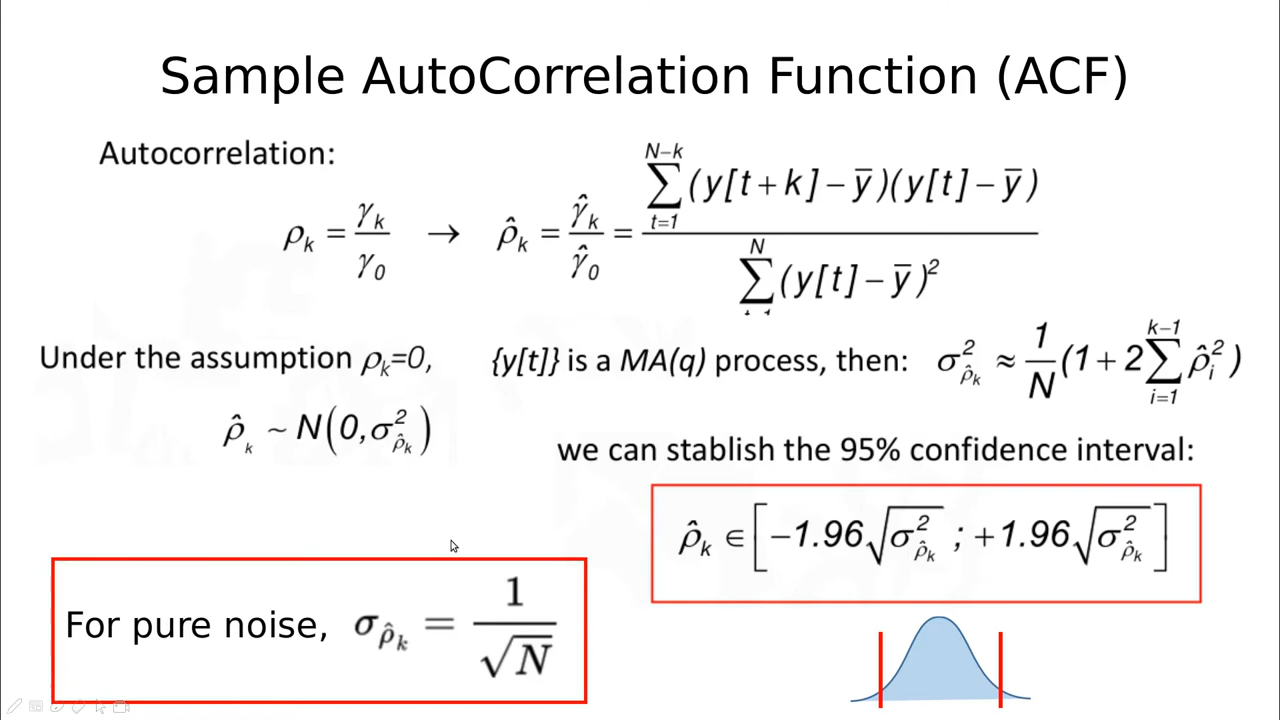 Sample AutoCorrelation Function (ACF)
Autocorrelation:
ρ_k = γ_k / γ_0 → ρ̂_k = γ̂_k / γ̂_0 = ∑_{t=1}^{N−k} (y[t+k]−ȳ)(y[t]−ȳ) / ∑^{N} (y[t]−ȳ)²
Under the assumption ρ_k=0, {y[t]} is a MA(q) process, then: σ²_{ρ̂_k} ≈ 1/N (1+2∑_{i=1}^{k−1} ρ̂_i²)
ρ̂_k ~ N(0,σ²_{ρ̂_k})
we can stablish the 95% confidence interval:
ρ̂_k ∈ [−1.96√σ²_{ρ̂_k} ; +1.96√σ²_{ρ̂_k}]
For pure noise, σ_{ρ̂_k} = 1/√N